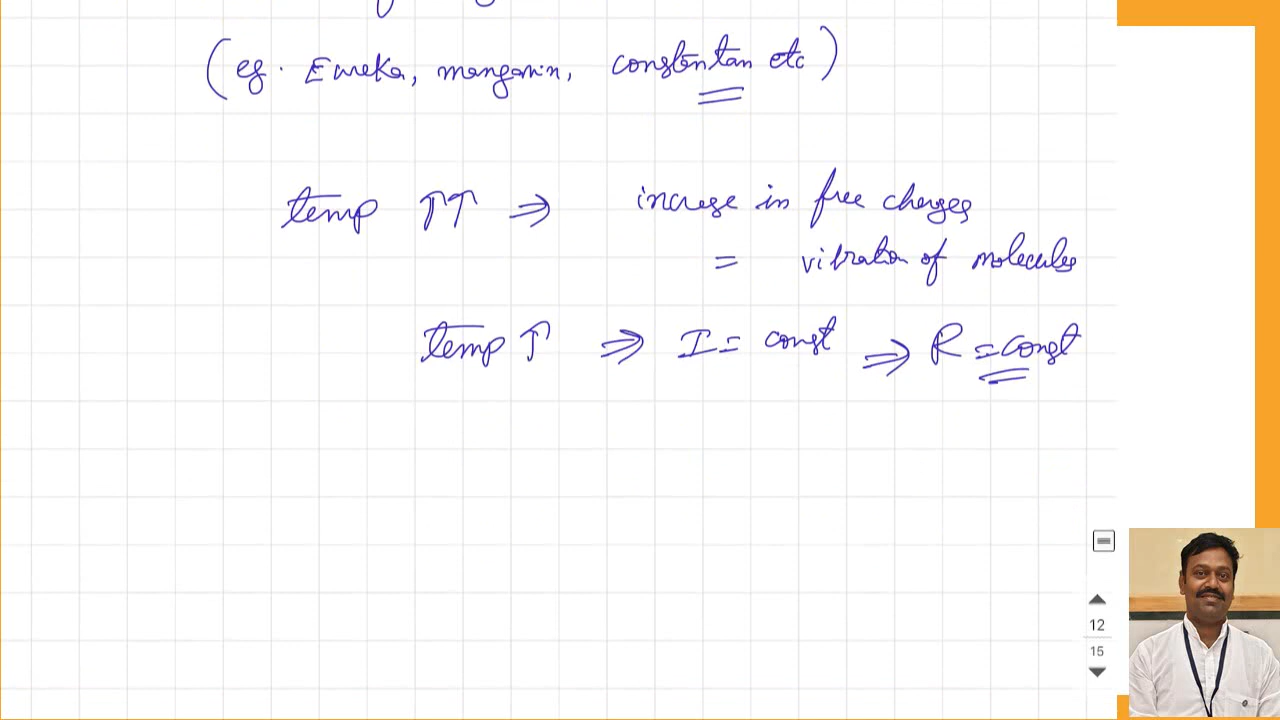 (eg. Eureka, manganin, constantan etc)
temp ↑↑ ⇒ increase in free charges
= vibration of molecules
temp ↑ ⇒ I = const ⇒ R = const
12
15